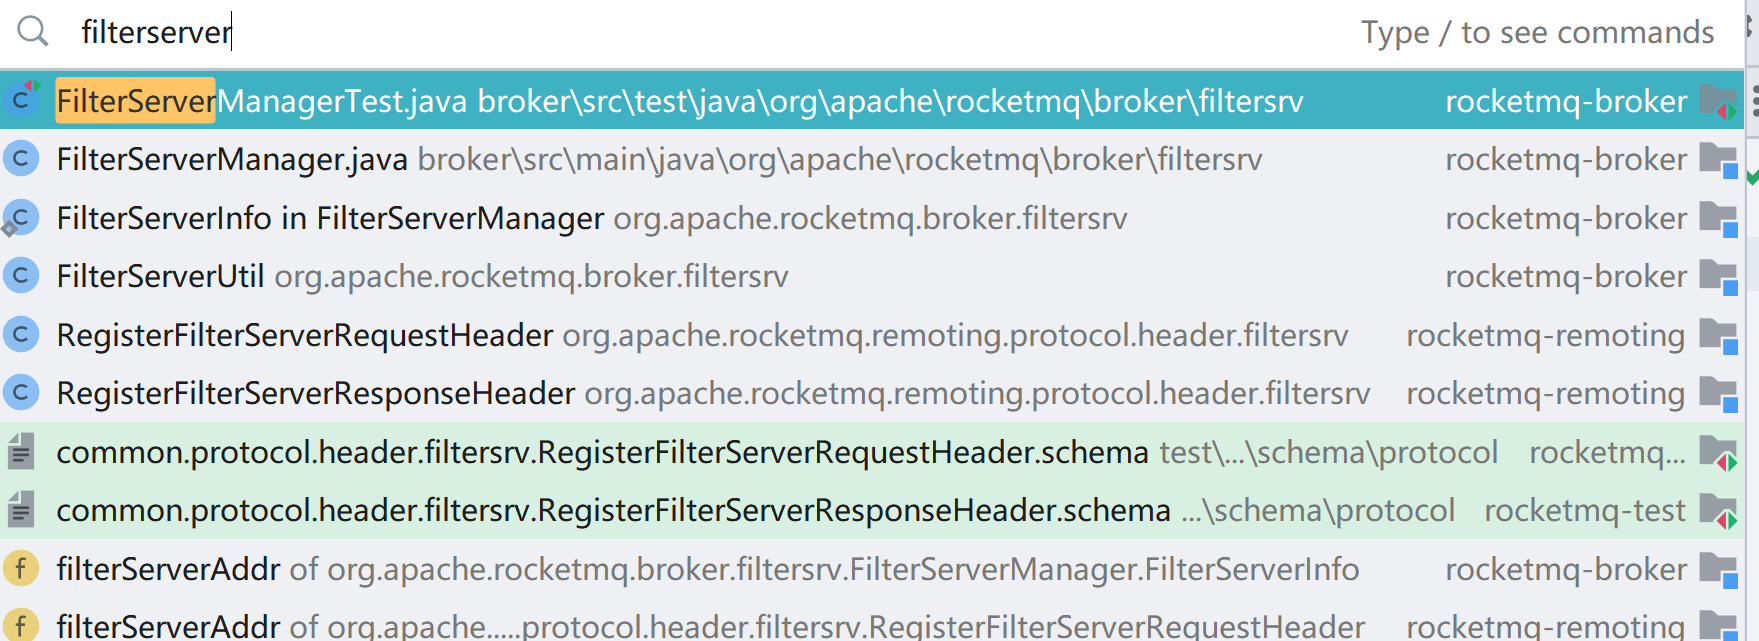 filterserver Type / to see commands
C FilterServerManagerTest.java broker\src\test\java\org\apache\rocketmq\broker\filtersrv rocketmq-broker
C FilterServerManager.java broker\src\main\java\org\apache\rocketmq\broker\filtersrv rocketmq-broker
C FilterServerInfo in FilterServerManager org.apache.rocketmq.broker.filtersrv rocketmq-broker
C FilterServerUtil org.apache.rocketmq.broker.filtersrv rocketmq-broker
C RegisterFilterServerRequestHeader org.apache.rocketmq.remoting.protocol.header.filtersrv rocketmq-remoting
C RegisterFilterServerResponseHeader org.apache.rocketmq.remoting.protocol.header.filtersrv rocketmq-remoting
common.protocol.header.filtersrv.RegisterFilterServerRequestHeader.schema test\...\schema\protocol rocketmq...
common.protocol.header.filtersrv.RegisterFilterServerResponseHeader.schema ...\schema\protocol rocketmq-test
f filterServerAddr of org.apache.rocketmq.broker.filtersrv.FilterServerManager.FilterServerInfo rocketmq-broker
f filterServerAddr of org.apache.....protocol.header.filtersrv.RegisterFilterServerRequestHeader rocketmq-remoting